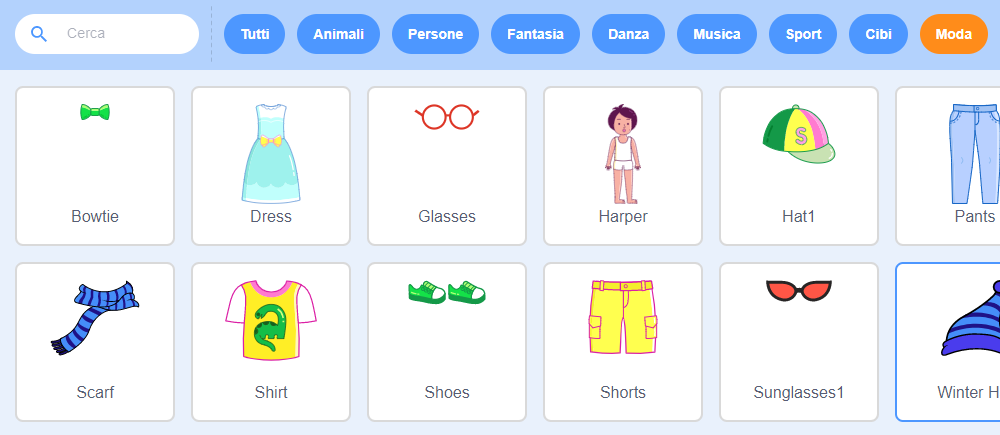 Cerca
Tutti
Animali
Persone
Fantasia
Danza
Musica
Sport
Cibi
Moda
S
Bowtie
Dress
Glasses
Harper
Hat1
Pants
Scarf
Shirt
Shoes
Shorts
Sunglasses1
Winter H